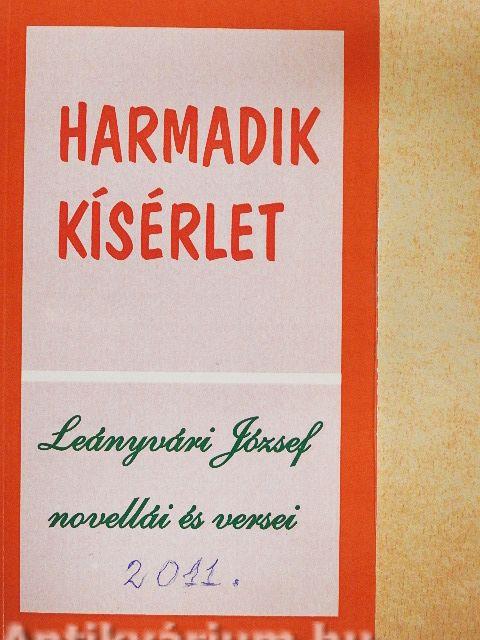 HARMADIK
KÍSÉRLET
Leányvári József
novellái és versei
2011.
Antikvárium.hu